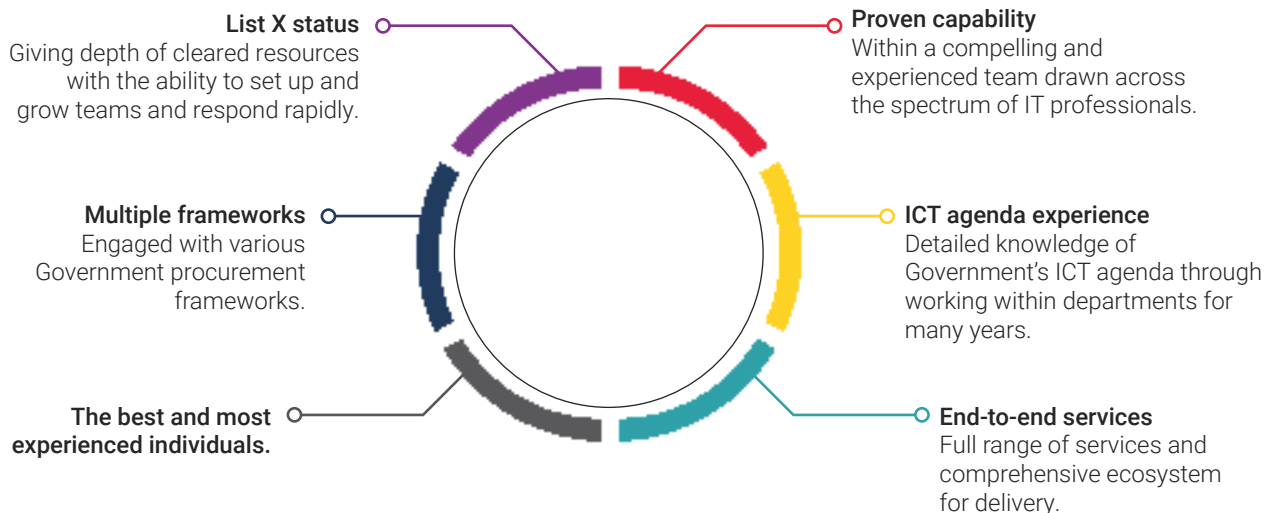 List X status
Giving depth of cleared resources
with the ability to set up and
grow teams and respond rapidly.
Proven capability
Within a compelling and
experienced team drawn across
the spectrum of IT professionals.
Multiple frameworks
Engaged with various
Government procurement
frameworks.
ICT agenda experience
Detailed knowledge of
Government’s ICT agenda through
working within departments for
many years.
The best and most
experienced individuals.
End-to-end services
Full range of services and
comprehensive ecosystem
for delivery.